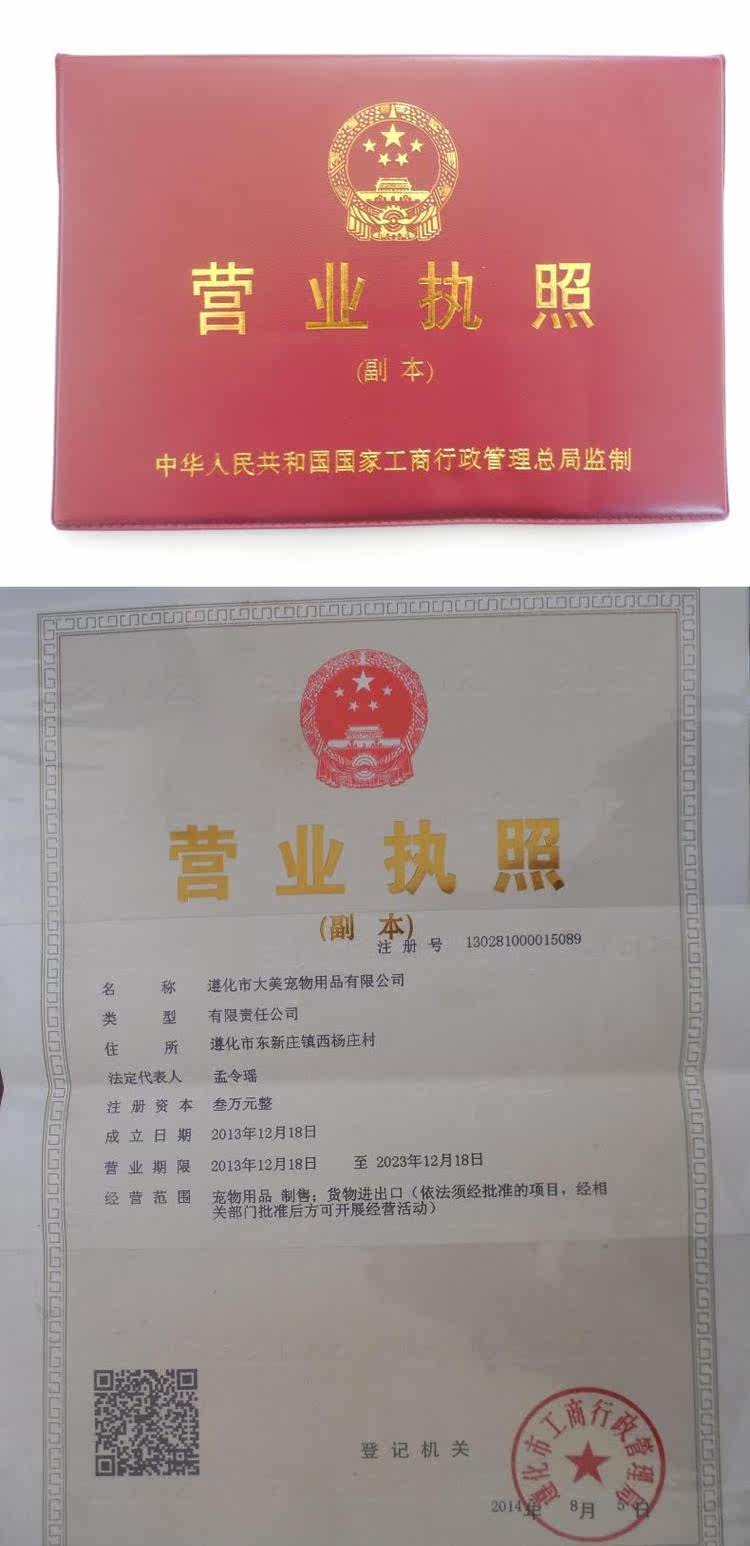 营业执照
(副 本)
中华人民共和国国家工商行政管理总局监制
营业执照
(副 本)
注 册 号 130281000015089
名 称 遵化市大美宠物用品有限公司
类 型 有限责任公司
住 所 遵化市东新庄镇西杨庄村
法定代表人 孟令瑶
注 册 资 本 叁万元整
成 立 日 期 2013年12月18日
营 业 期 限 2013年12月18日 至 2023年12月18日
经 营 范 围 宠物用品 制售；货物进出口（依法须经批准的项目，经相
关部门批准后方可开展经营活动）
登 记 机 关
遵化市工商行政管理局
2014年 8月 5日